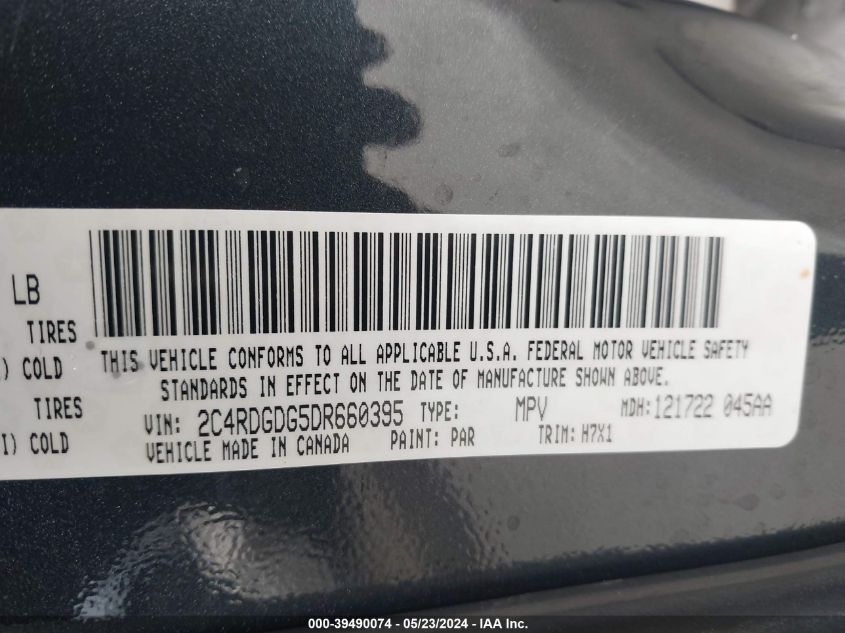 LB
TIRES
) COLD
TIRES
I) COLD
THIS VEHICLE CONFORMS TO ALL APPLICABLE U.S.A. FEDERAL MOTOR VEHICLE SAFETY
STANDARDS IN EFFECT ON THE DATE OF MANUFACTURE SHOWN ABOVE.
VIN: 2C4RDGDG5DR660395 TYPE: MPV MDH: 121722 045AA
VEHICLE MADE IN CANADA PAINT: PAR TRIM: H7X1
000-39490074 / 05/23/2024 / IAA Inc.